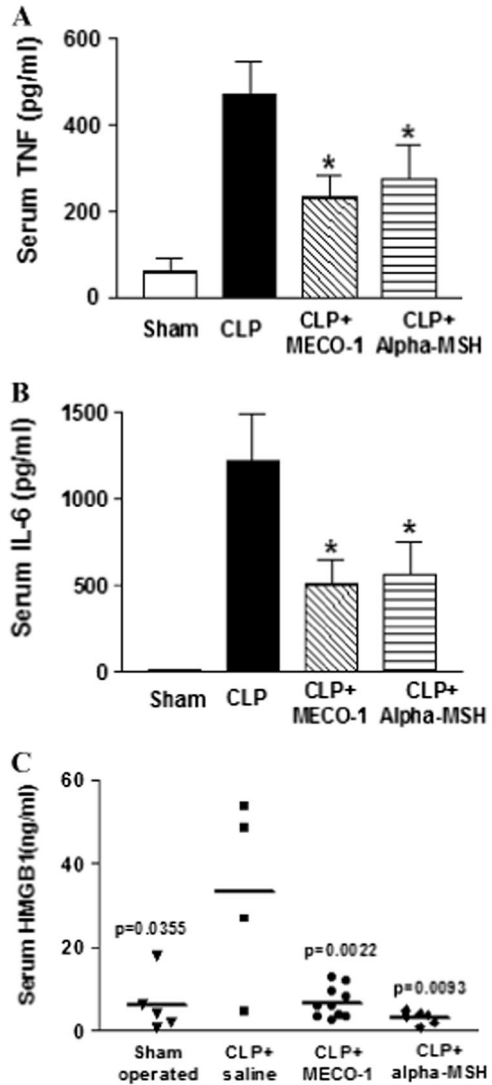 A
Serum TNF (pg/ml)
600
400
200
0
*
*
Sham
CLP
CLP+
MECO-1
CLP+
Alpha-MSH
B
Serum IL-6 (pg/ml)
1500
1000
500
0
*
*
Sham
CLP
CLP+
MECO-1
CLP+
Alpha-MSH
C
Serum HMGB1(ng/ml)
60
40
20
0
p=0.0355
p=0.0022
p=0.0093
Sham
operated
CLP+
saline
CLP+
MECO-1
CLP+
alpha-MSH